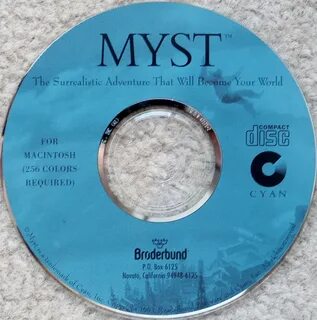 MYST™
The Surrealistic Adventure That Will Become Your World
FOR
MACINTOSH
(256 COLORS
REQUIRED)
COMPACT
disc
CYAN
Brøderbund
P.O. Box 6125
Novato, California 94948-6125